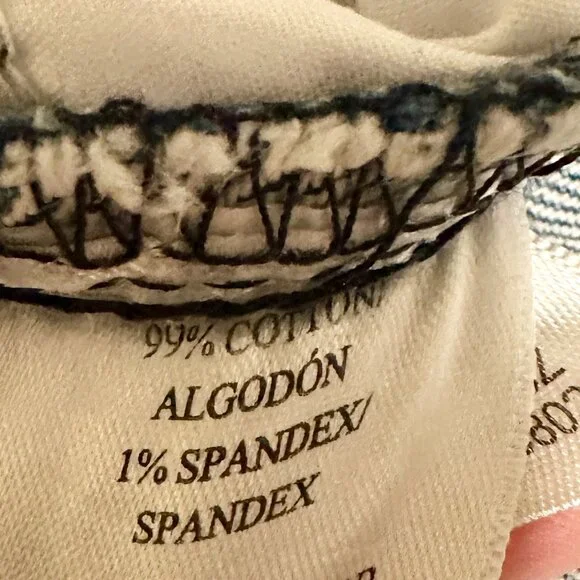 99% COTTON/
ALGODÓN
1% SPANDEX/
SPANDEX